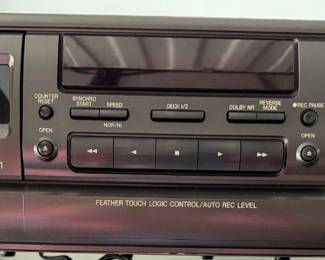 COUNTER RESET
SYNCHRO START
SPEED
DECK 1/2
DOLBY NR
REVERSE MODE
REC PAUSE
NOR/HI
OPEN
OPEN
1
FEATHER TOUCH LOGIC CONTROL/AUTO REC LEVEL